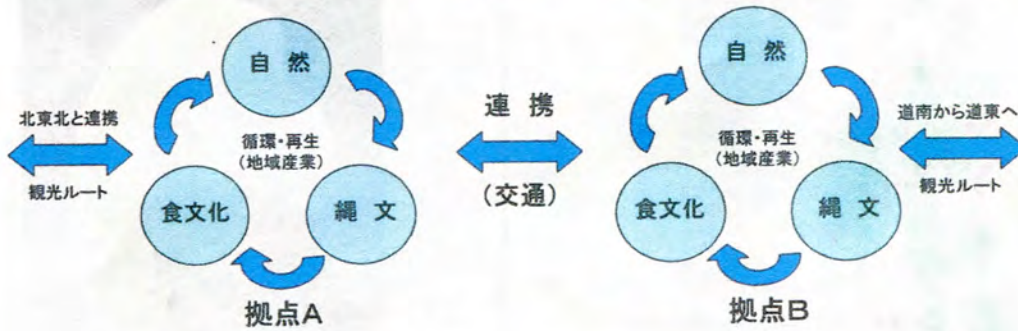 自 然
北東北と連携
観光ルート
循環・再生
(地域産業)
食文化
縄 文
拠点A
連 携
(交通)
自 然
循環・再生
(地域産業)
食文化
縄 文
拠点B
道南から道東へ
観光ルート